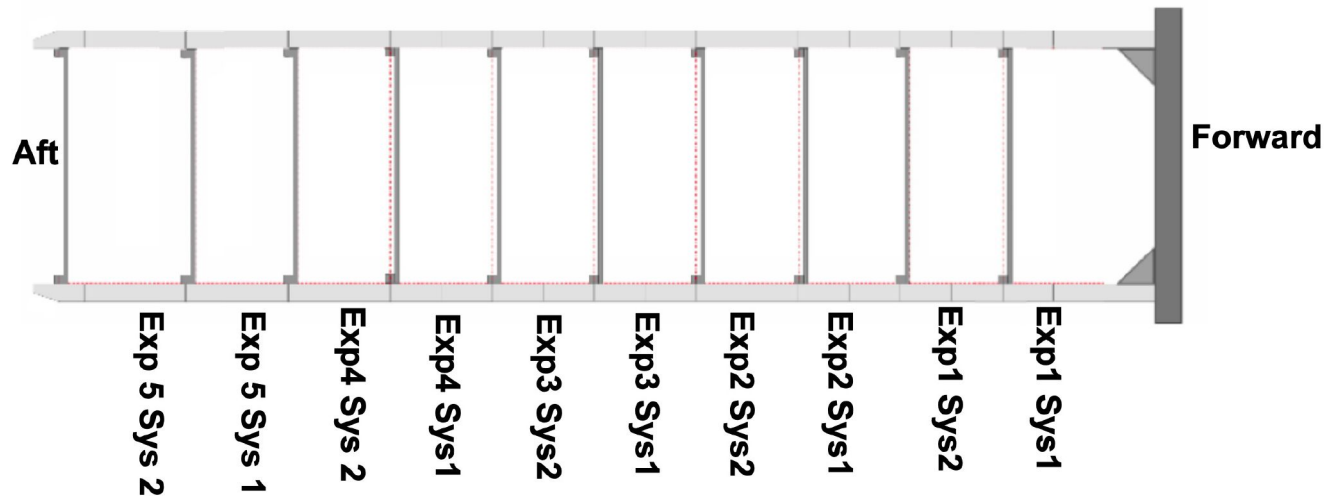 Aft
Forward
Exp 5 Sys 2
Exp 5 Sys 1
Exp4 Sys 2
Exp4 Sys1
Exp3 Sys2
Exp3 Sys1
Exp2 Sys2
Exp2 Sys1
Exp1 Sys2
Exp1 Sys1